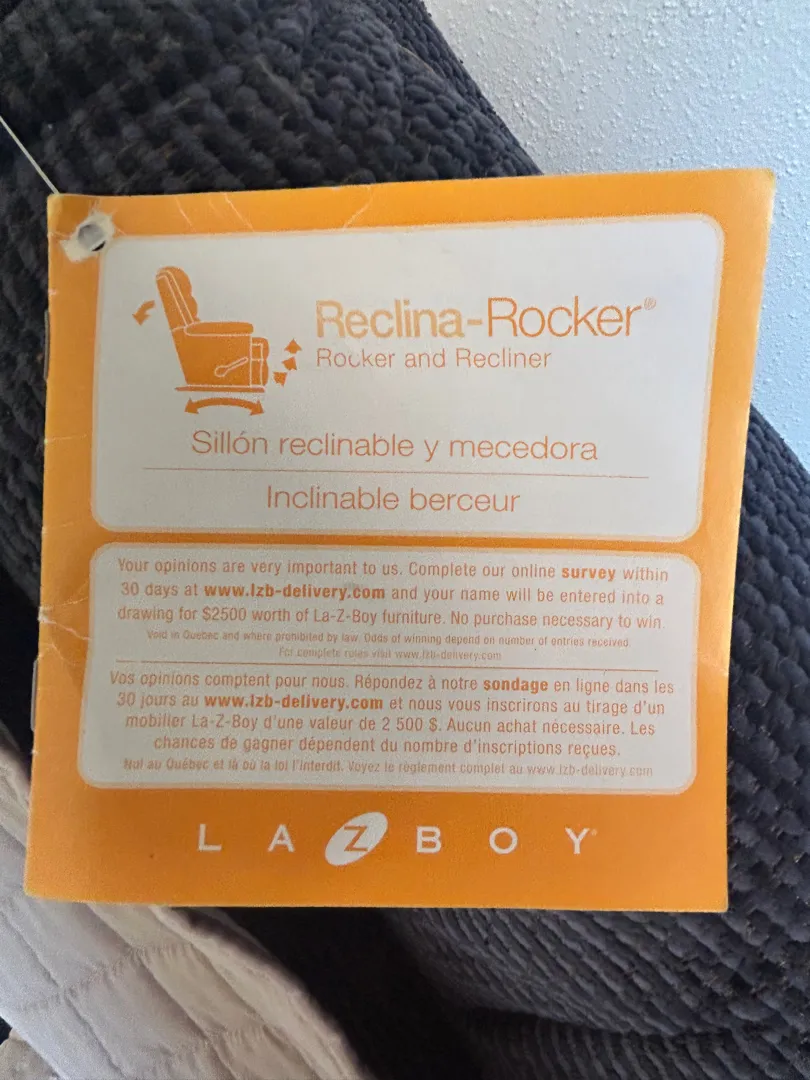 Reclina-Rocker®
Rocker and Recliner
Sillón reclinable y mecedora
Inclinable berceur
Your opinions are very important to us. Complete our online survey within
30 days at www.lzb-delivery.com and your name will be entered into a
drawing for $2500 worth of La-Z-Boy furniture. No purchase necessary to win.
Void in Quebec and where prohibited by law. Odds of winning depend on number of entries received.
For complete rules visit www.lzb-delivery.com
Vos opinions comptent pour nous. Répondez à notre sondage en ligne dans les
30 jours au www.lzb-delivery.com et nous vous inscrirons au tirage d'un
mobilier La-Z-Boy d'une valeur de 2 500 $. Aucun achat nécessaire. Les
chances de gagner dépendent du nombre d'inscriptions reçues.
Nul au Québec et là où la loi l'interdit. Voyez le règlement complet au www.lzb-delivery.com
LA Z BOY®